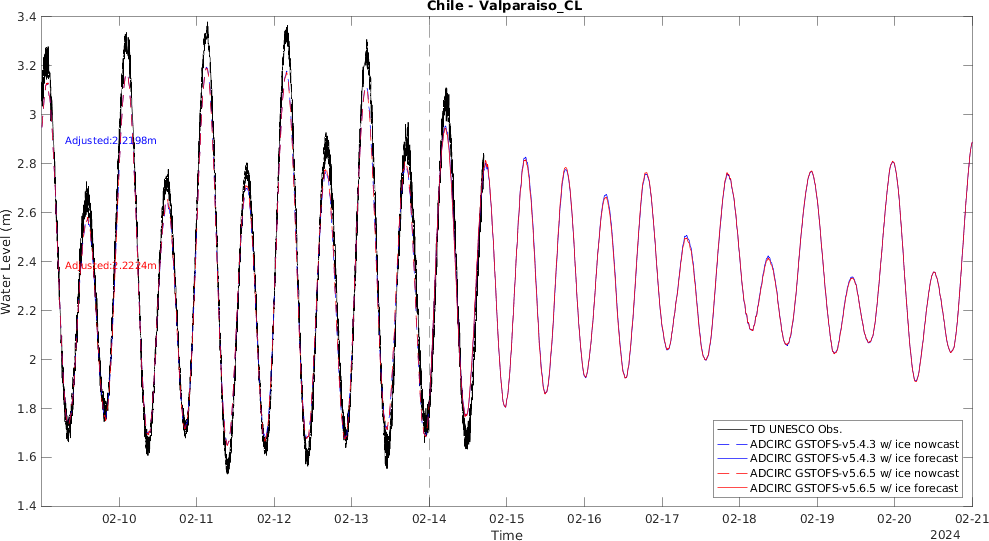 Chile - Valparaiso_CL
3.4
3.2
3
2.8
2.6
2.4
2.2
2
1.8
1.6
1.4
Water Level (m)
Adjusted:2.2198m
Adjusted:2.2224m
TD UNESCO Obs.
ADCIRC GSTOFS-v5.4.3 w/ ice nowcast
ADCIRC GSTOFS-v5.4.3 w/ ice forecast
ADCIRC GSTOFS-v5.6.5 w/ ice nowcast
ADCIRC GSTOFS-v5.6.5 w/ ice forecast
02-10 02-11 02-12 02-13 02-14 02-15 02-16 02-17 02-18 02-19 02-20 02-21
Time
2024